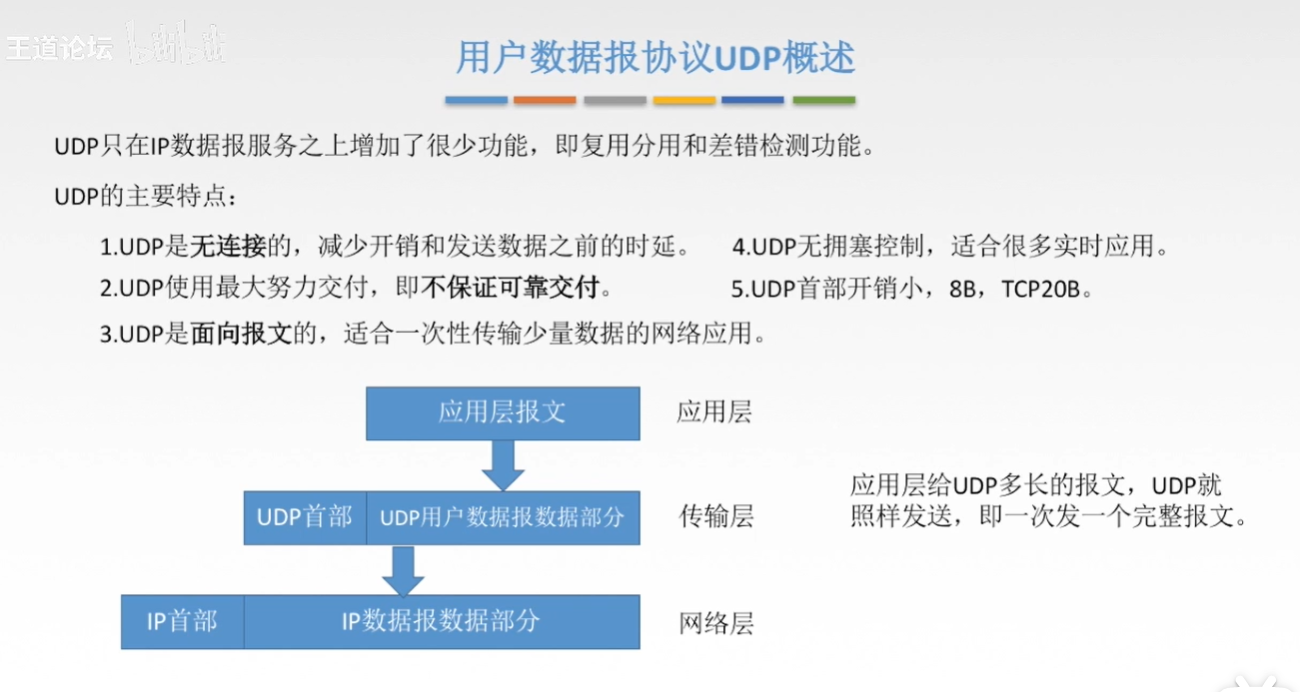 王道论坛 bilibili
用户数据报协议UDP概述
UDP只在IP数据报服务之上增加了很少功能，即复用分用和差错检测功能。
UDP的主要特点：
1.UDP是无连接的，减少开销和发送数据之前的时延。
2.UDP使用最大努力交付，即不保证可靠交付。
3.UDP是面向报文的，适合一次性传输少量数据的网络应用。
4.UDP无拥塞控制，适合很多实时应用。
5.UDP首部开销小，8B，TCP20B。
应用层报文 应用层
UDP首部 UDP用户数据报数据部分 传输层
IP首部 IP数据报数据部分 网络层
应用层给UDP多长的报文，UDP就
照样发送，即一次发一个完整报文。